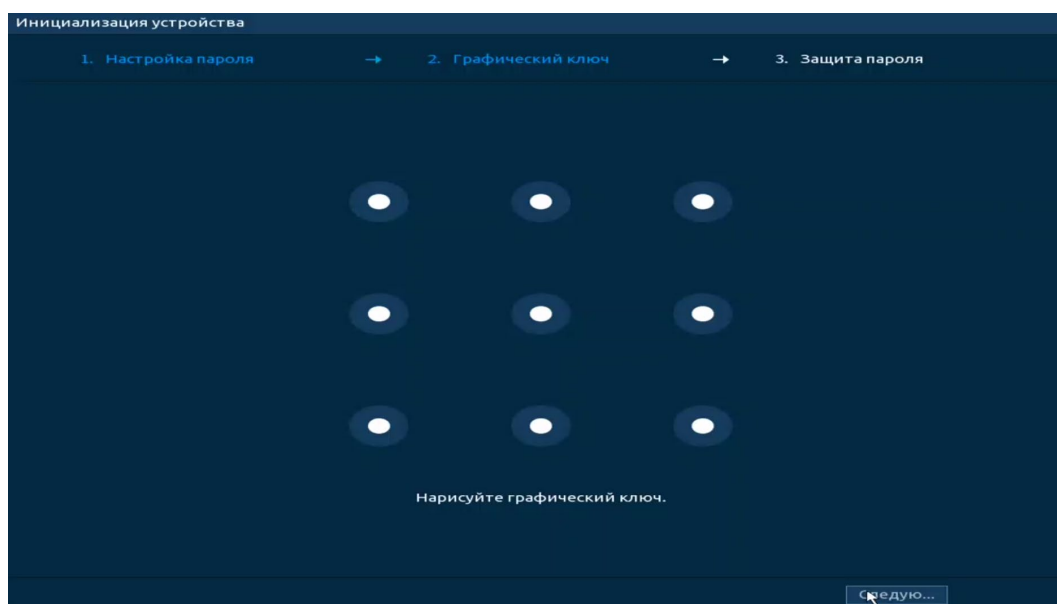 Инициализация устройства
1. Настройка пароля → 2. Графический ключ → 3. Защита пароля
Нарисуйте графический ключ.
Следую...